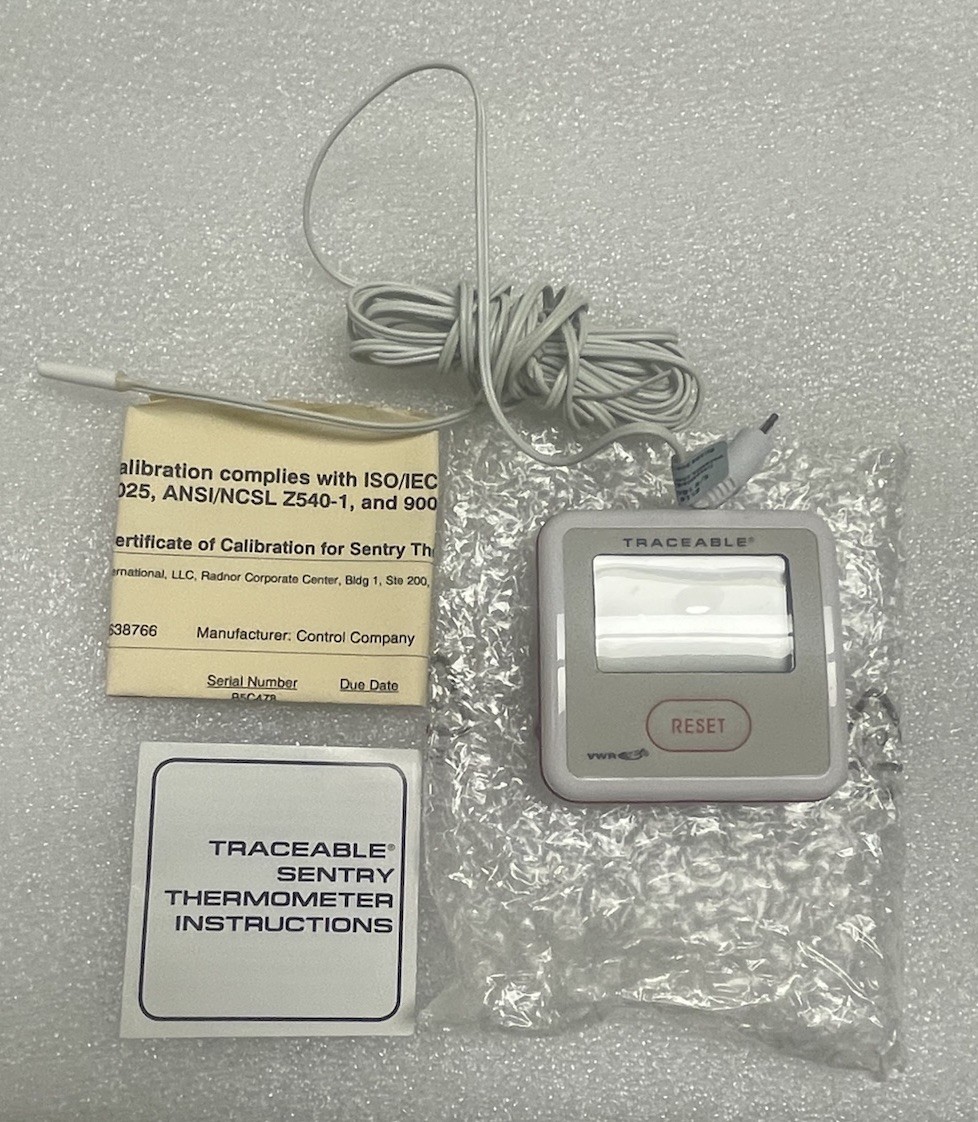 alibration complies with ISO/IEC
025, ANSI/NCSL Z540-1, and 900
ertificate of Calibration for Sentry Th
ernational, LLC, Radnor Corporate Center, Bldg 1, Ste 200,
638766 Manufacturer: Control Company
Serial Number Due Date
TRACEABLE®
RESET
VWR
TRACEABLE®
SENTRY
THERMOMETER
INSTRUCTIONS